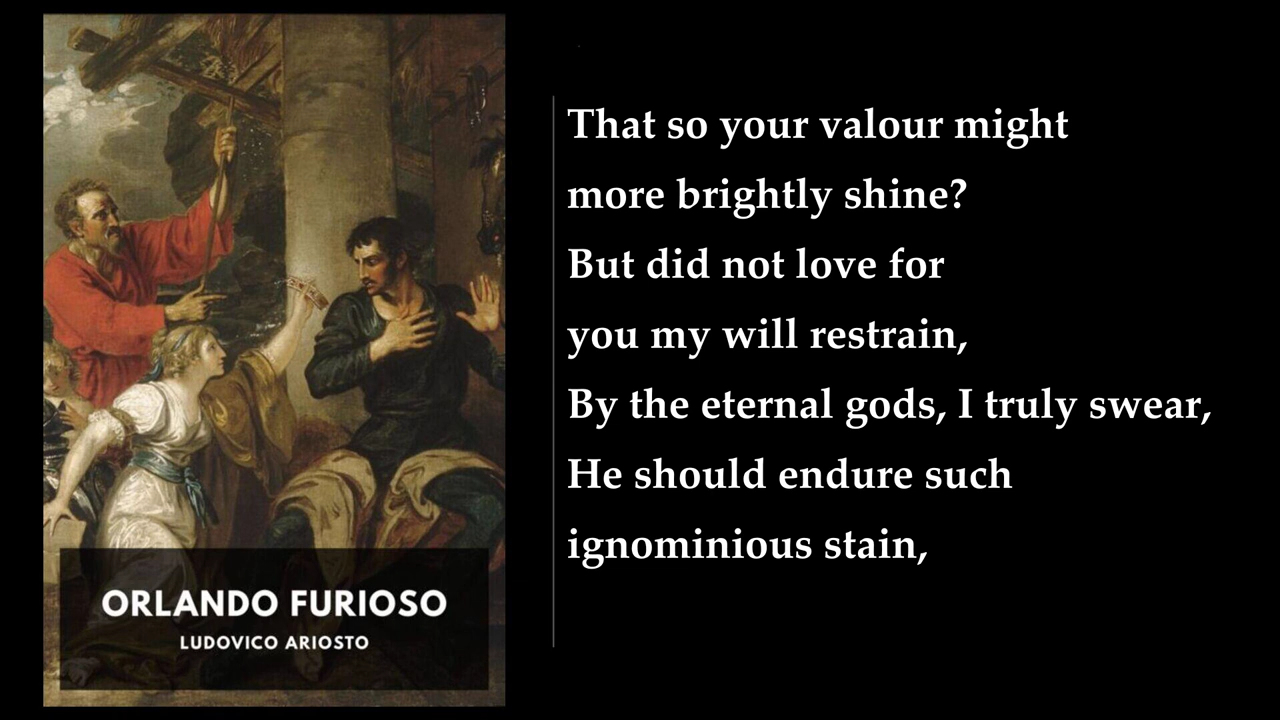 ORLANDO FURIOSO
LUDOVICO ARIOSTO
That so your valour might
more brightly shine?
But did not love for
you my will restrain,
By the eternal gods, I truly swear,
He should endure such
ignominious stain,